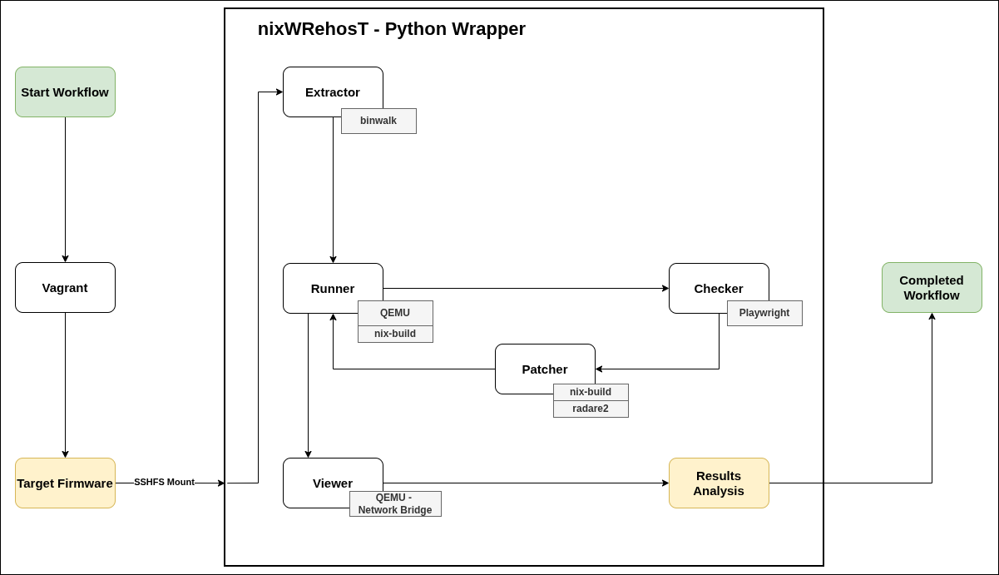 nixWRehosT - Python Wrapper
Start Workflow
Extractor
binwalk
Vagrant
Runner
QEMU
nix-build
Checker
Playwright
Completed
Workflow
Patcher
nix-build
radare2
Target Firmware
SSHFS Mount
Viewer
QEMU -
Network Bridge
Results
Analysis